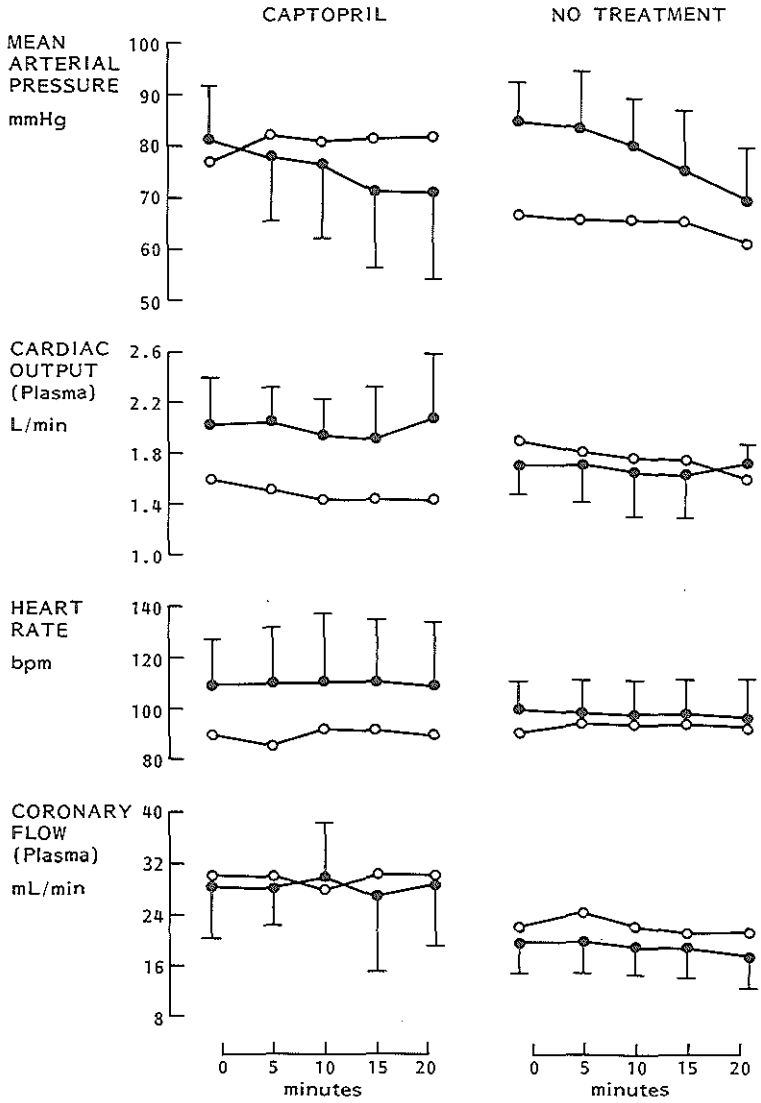 CAPTOPRIL
NO TREATMENT
MEAN
ARTERIAL
PRESSURE
mmHg
100
90
80
70
60
50
CARDIAC
OUTPUT
(Plasma)
L/min
2.6
2.2
1.8
1.4
1.0
HEART
RATE
bpm
140
120
100
80
CORONARY
FLOW
(Plasma)
mL/min
40
32
24
16
8
0 5 10 15 20
minutes
0 5 10 15 20
minutes